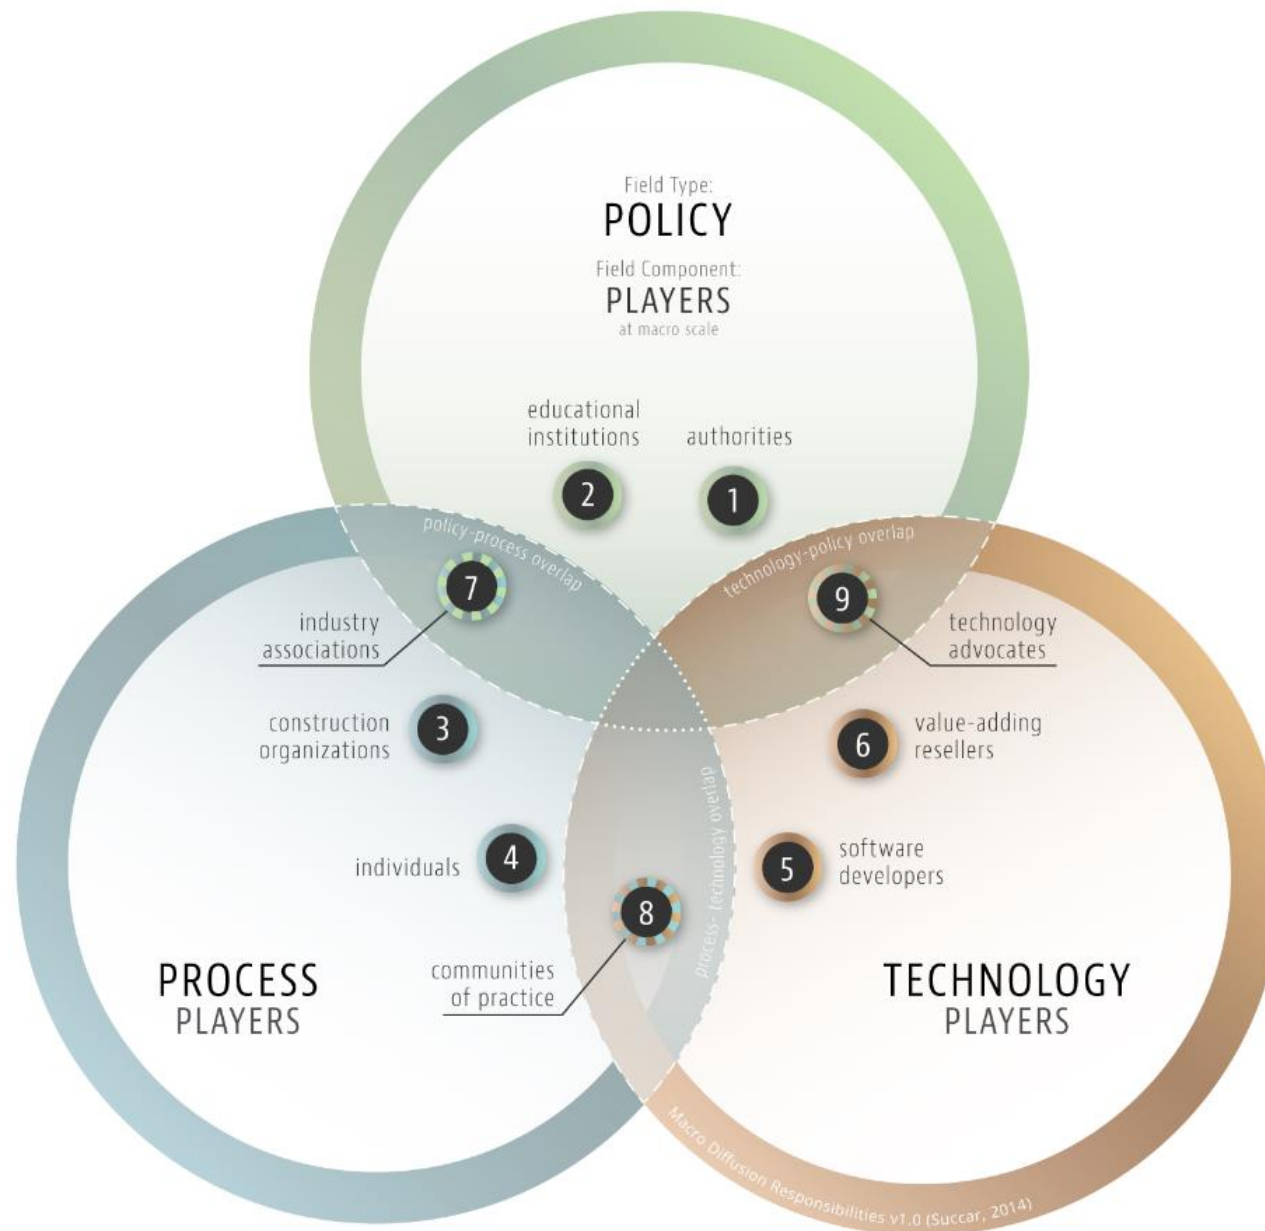 Field Type:
POLICY
Field Component:
PLAYERS
at macro scale
educational
institutions
authorities
2
1
policy-process overlap
technology-policy overlap
7
9
industry
associations
technology
advocates
construction
organizations
3
6
value-adding
resellers
individuals
4
5
software
developers
process- technology overlap
8
communities
of practice
PROCESS
PLAYERS
TECHNOLOGY
PLAYERS
Macro Diffusion Responsibilities v1.0 (Succar, 2014)